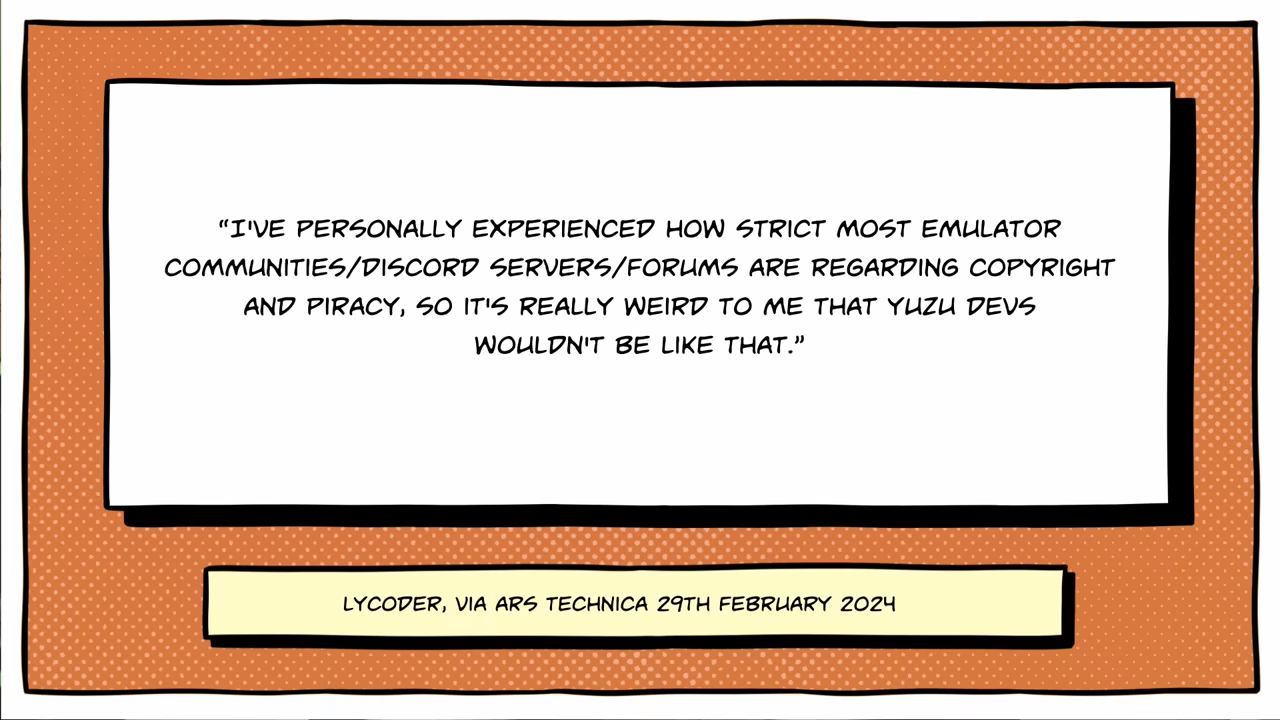 “I'VE PERSONALLY EXPERIENCED HOW STRICT MOST EMULATOR
COMMUNITIES/DISCORD SERVERS/FORUMS ARE REGARDING COPYRIGHT
AND PIRACY, SO IT'S REALLY WEIRD TO ME THAT YUZU DEVS
WOULDN'T BE LIKE THAT.”
LYCODER, VIA ARS TECHNICA 29TH FEBRUARY 2024